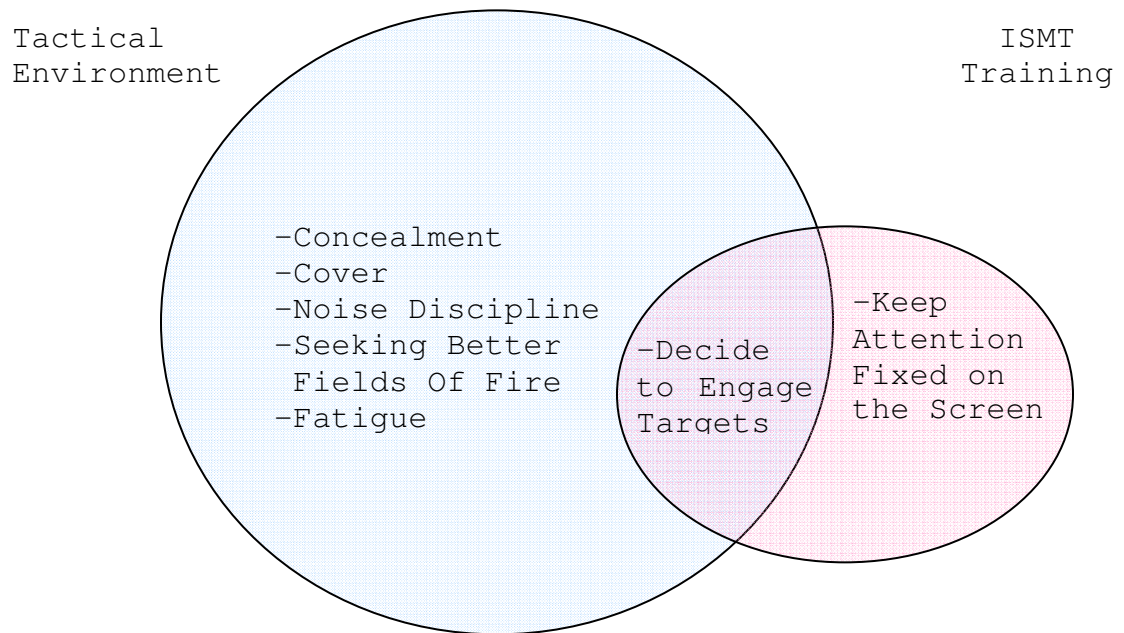 Tactical
Environment
ISMT
Training
-Concealment
-Cover
-Noise Discipline
-Seeking Better
Fields Of Fire
-Fatigue
-Decide
to Engage
Targets
-Keep
Attention
Fixed on
the Screen